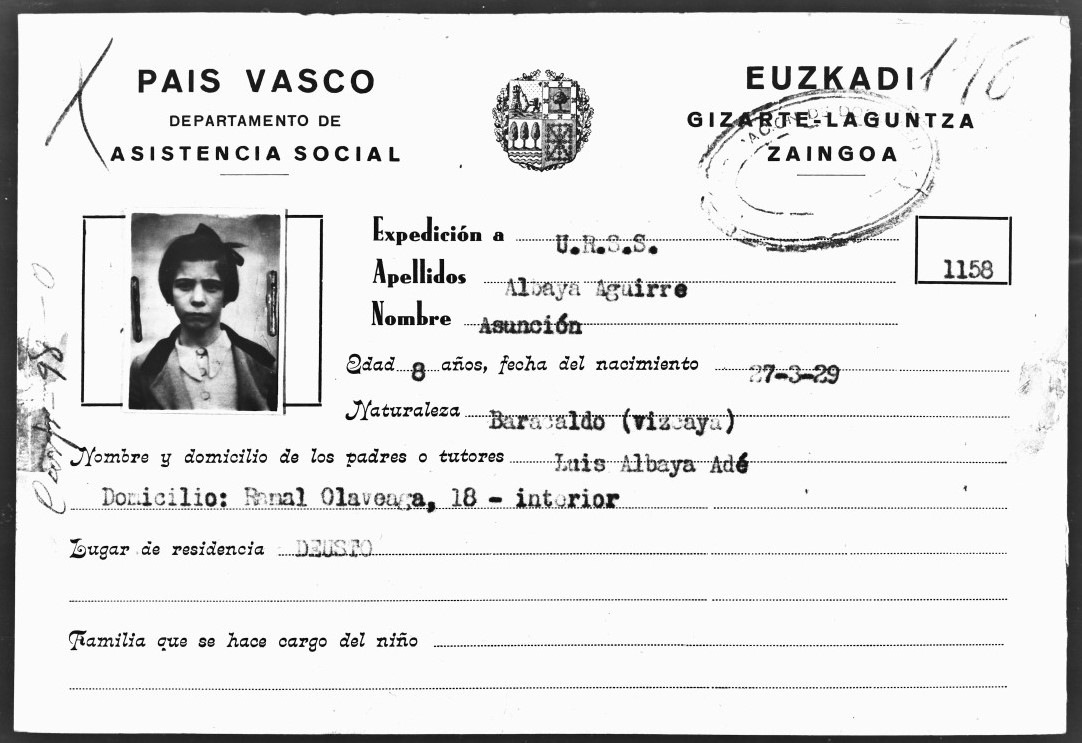 PAIS VASCO
DEPARTAMENTO DE
ASISTENCIA SOCIAL
EUZKADI
GIZARTE-LAGUNTZA
ZAINGOA
Expedición a U.R.S.S.
1158
Apellidos Albaya Aguirre
Nombre Asunción
Edad 8 años, fecha del nacimiento 27-3-29
Naturaleza Baracaldo (vizcaya)
Nombre y domicilio de los padres o tutores Luis Albaya Adé
Domicilio: Ramal Olaveaga, 18 - interior
Lugar de residencia DEUSTO
Familia que se hace cargo del niño